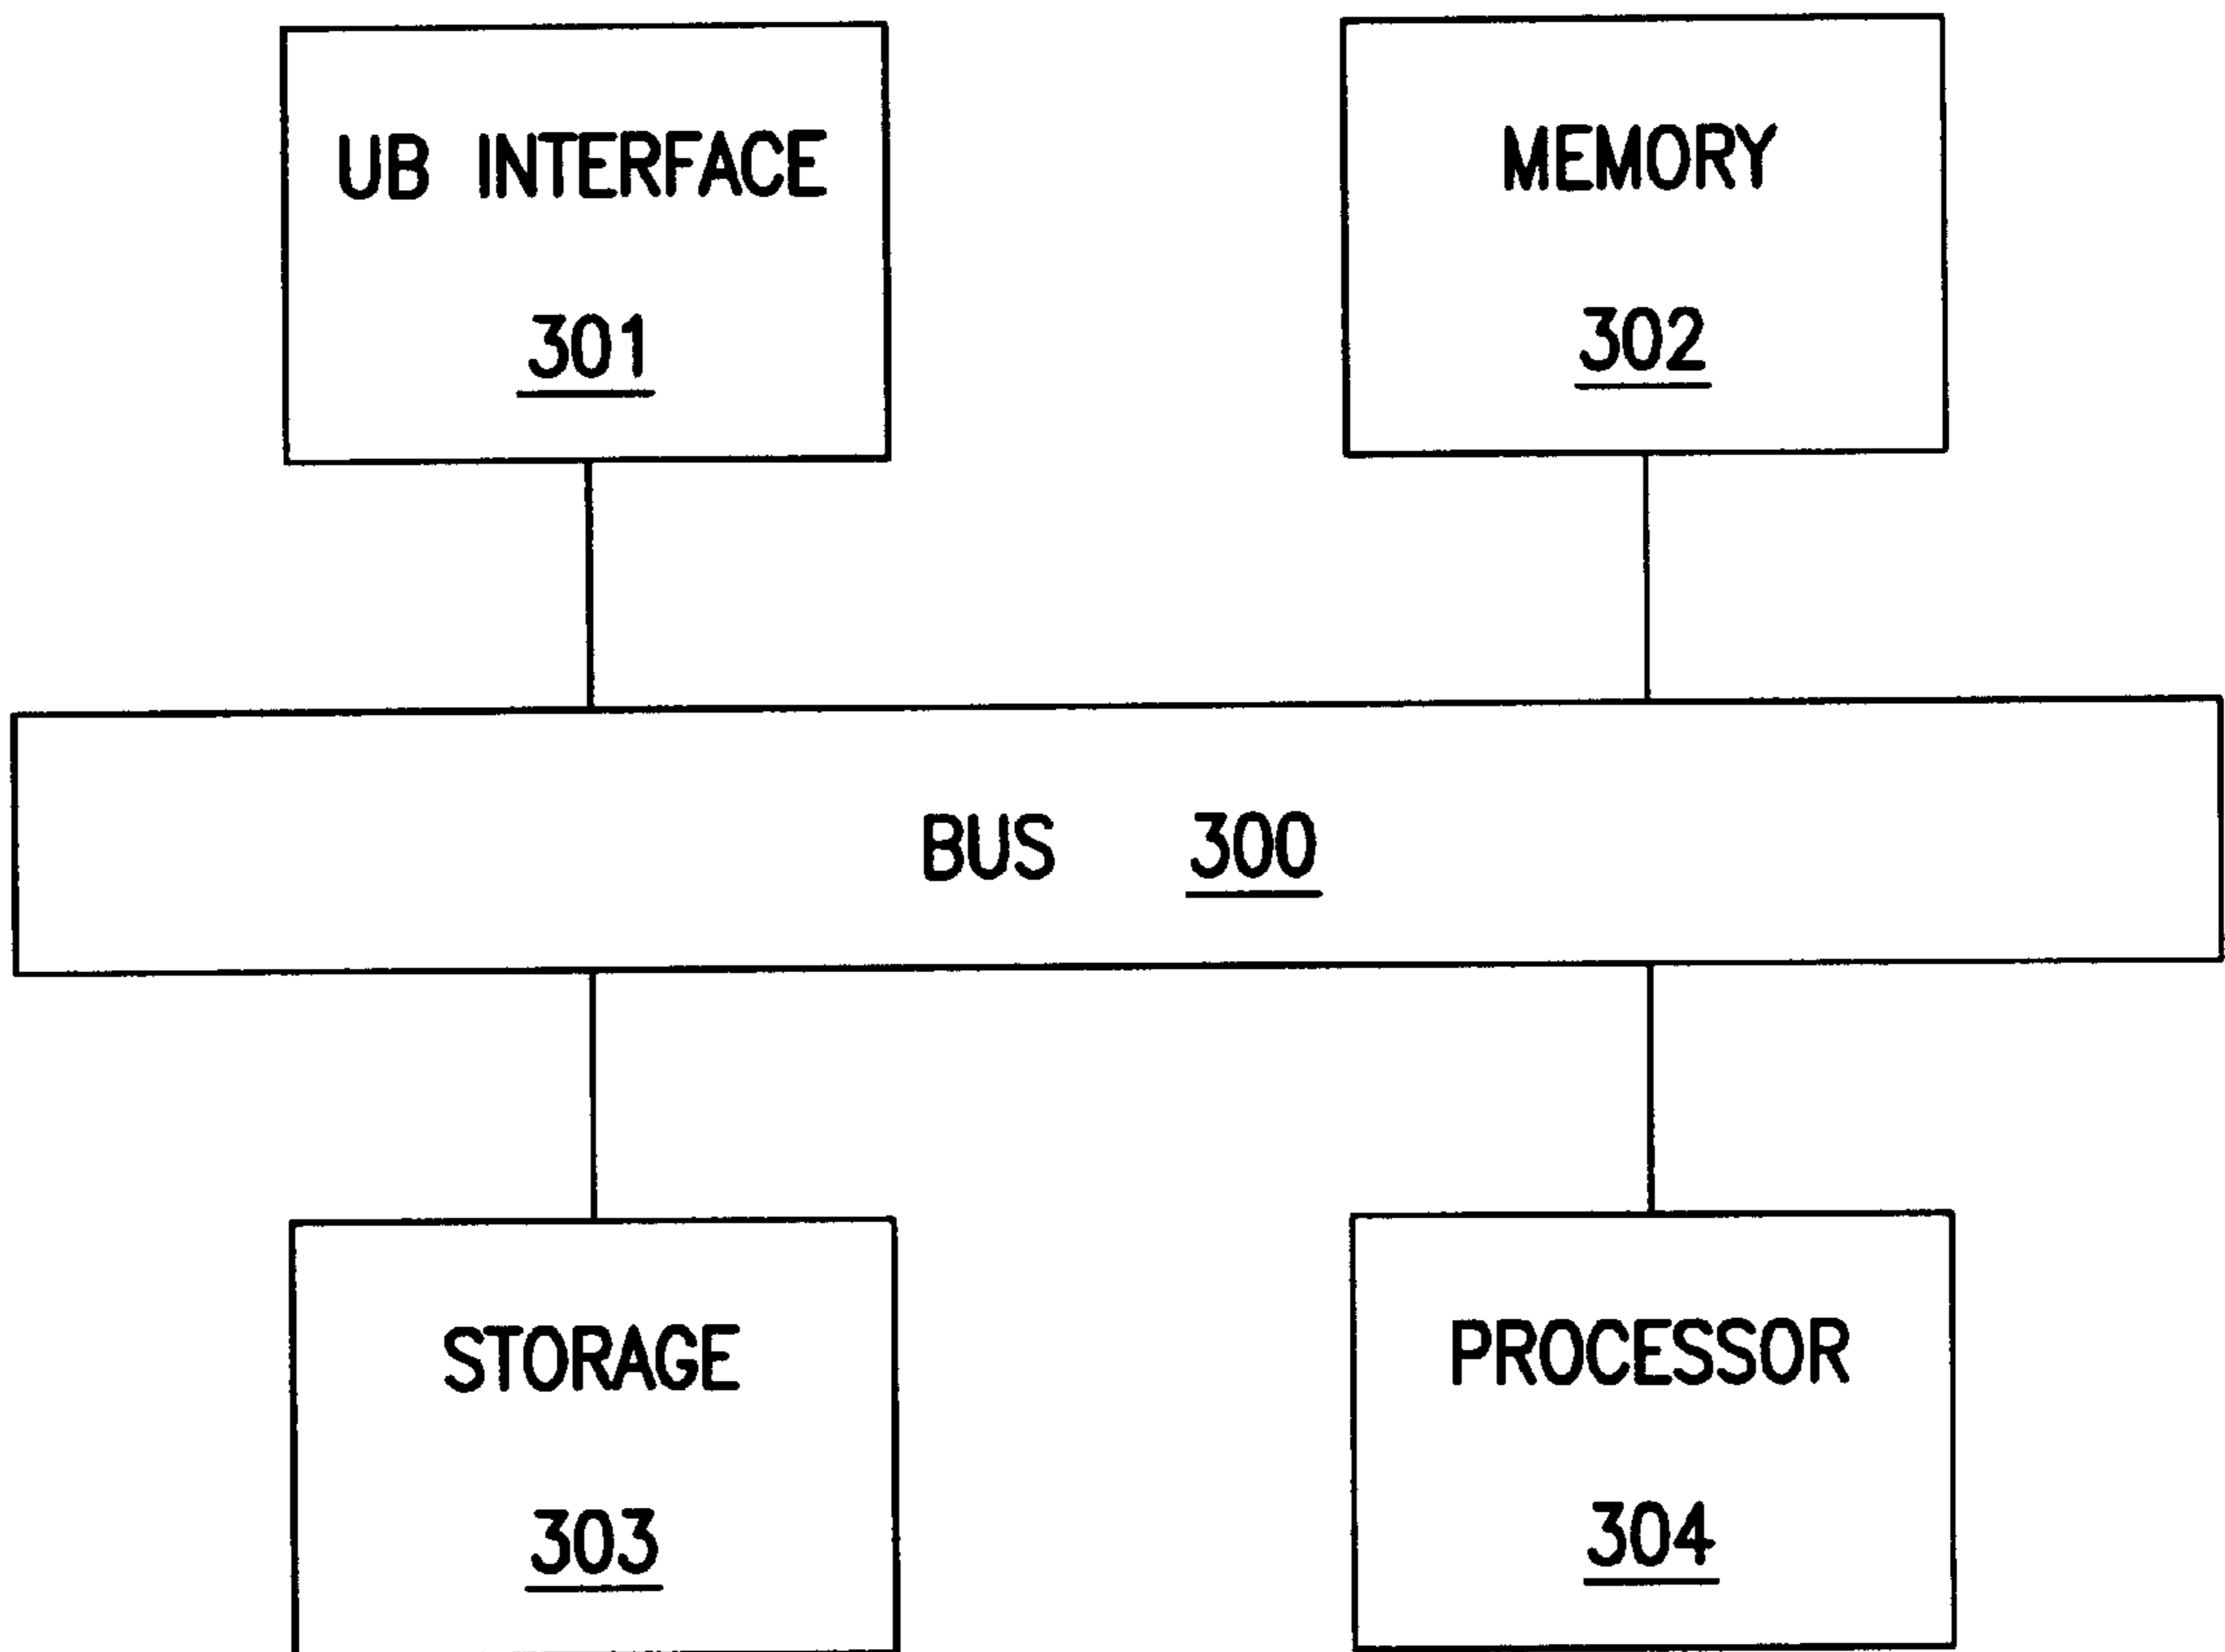 UB INTERFACE
301
MEMORY
302
BUS 300
STORAGE
303
PROCESSOR
304